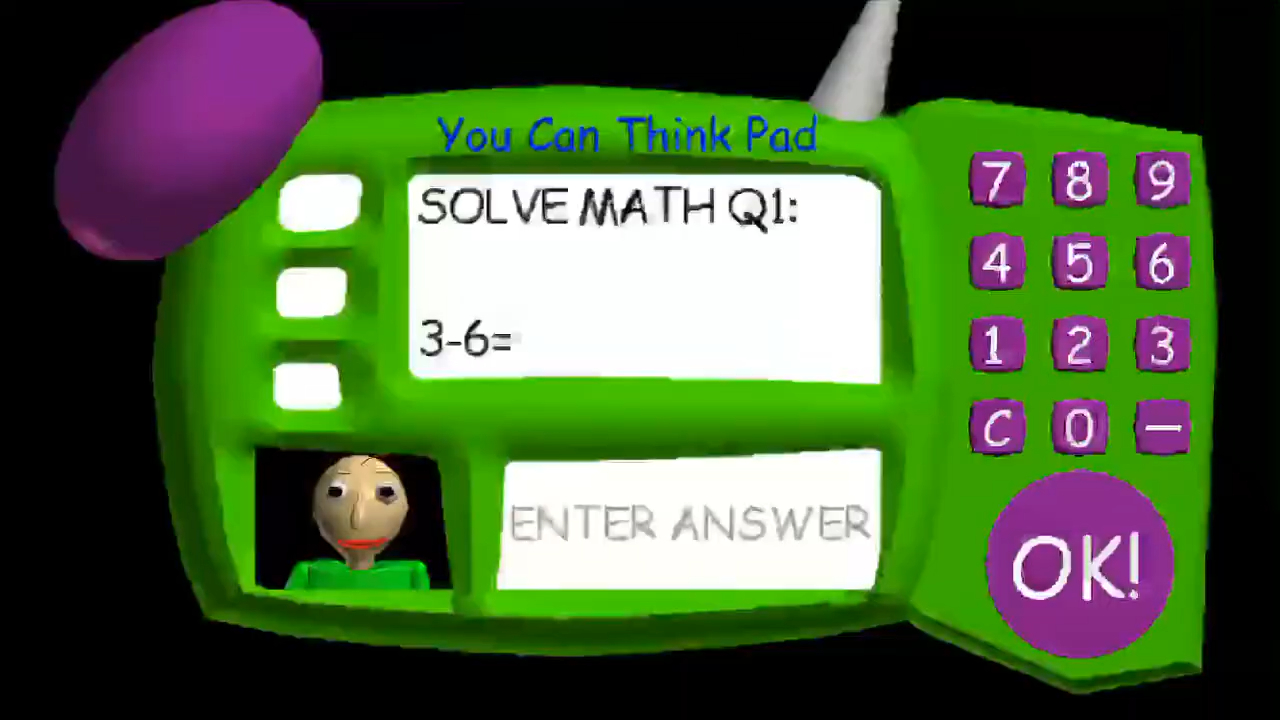 You Can Think Pad
SOLVE MATH Q1:
3-6=
ENTER ANSWER
7 8 9
4 5 6
1 2 3
C 0 —
OK!